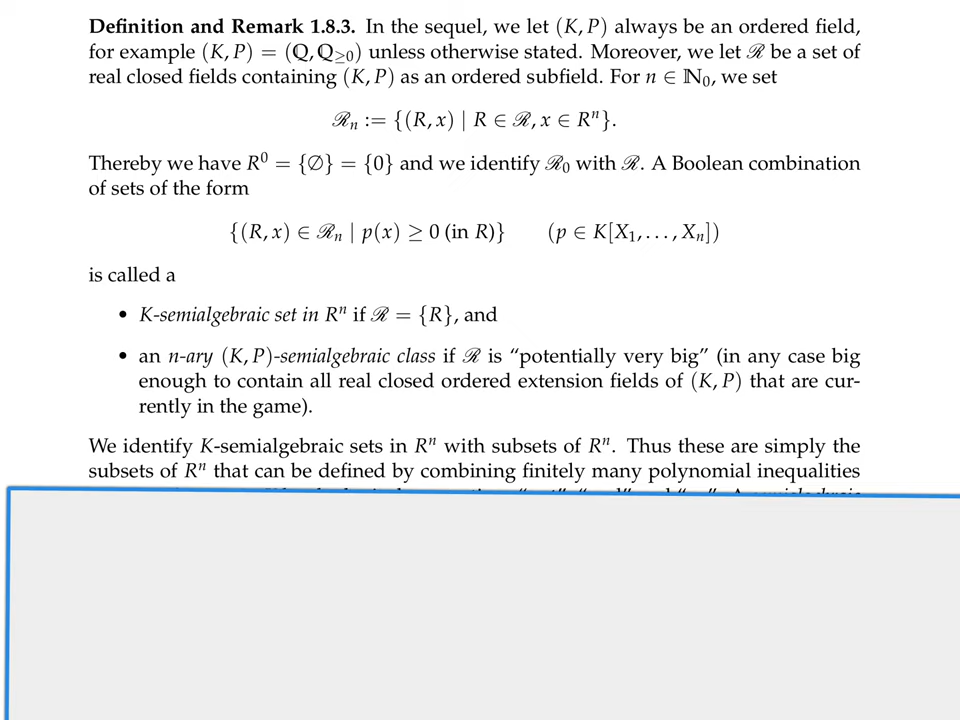 Definition and Remark 1.8.3. In the sequel, we let (K, P) always be an ordered field,
for example (K, P) = (ℚ, ℚ≥0) unless otherwise stated. Moreover, we let ℛ be a set of
real closed fields containing (K, P) as an ordered subfield. For n ∈ ℕ₀, we set
ℛₙ := {(R, x) | R ∈ ℛ, x ∈ Rⁿ}.
Thereby we have R⁰ = {∅} = {0} and we identify ℛ₀ with ℛ. A Boolean combination
of sets of the form
{(R, x) ∈ ℛₙ | p(x) ≥ 0 (in R)} (p ∈ K[X₁, . . . , Xₙ])
is called a
• K-semialgebraic set in Rⁿ if ℛ = {R}, and
• an n-ary (K, P)-semialgebraic class if ℛ is “potentially very big” (in any case big
enough to contain all real closed ordered extension fields of (K, P) that are cur-
rently in the game).
We identify K-semialgebraic sets in Rⁿ with subsets of Rⁿ. Thus these are simply the
subsets of Rⁿ that can be defined by combining finitely many polynomial inequalities